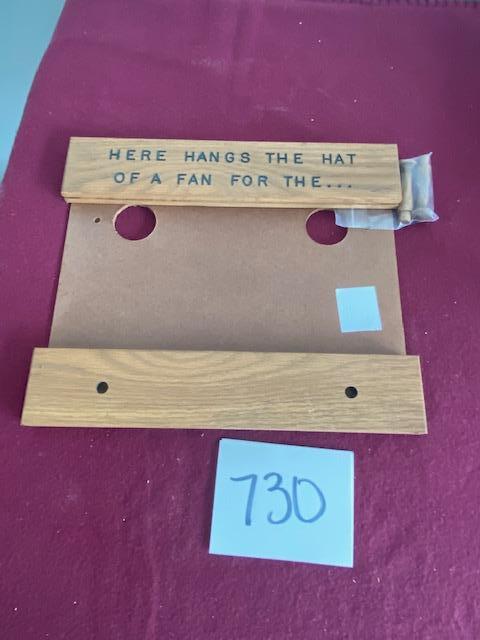 HERE HANGS THE HAT
OF A FAN FOR THE...
730